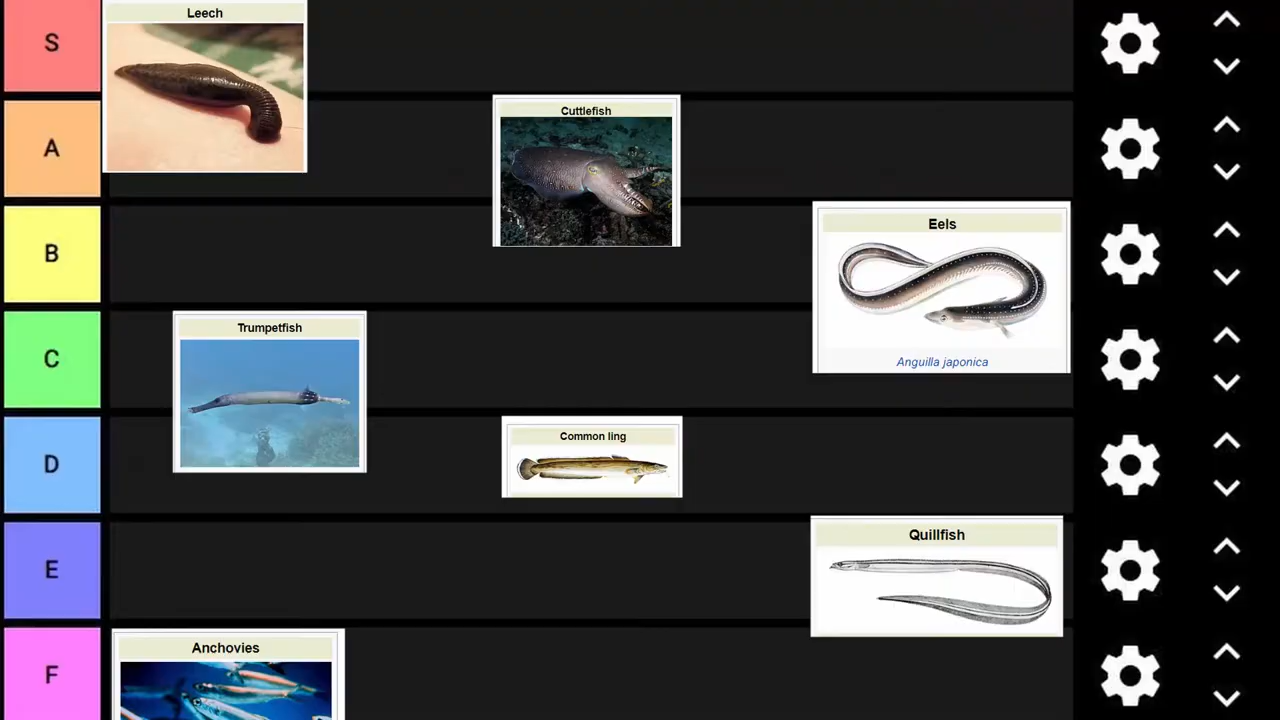 S
Leech
A
Cuttlefish
B
Eels
Anguilla japonica
C
Trumpetfish
D
Common ling
E
Quillfish
F
Anchovies